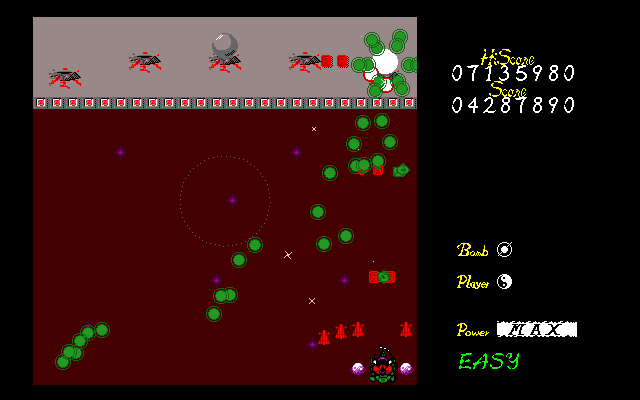 HiScore
07135980
Score
04287890
Bomb
Player
Power MAX
EASY